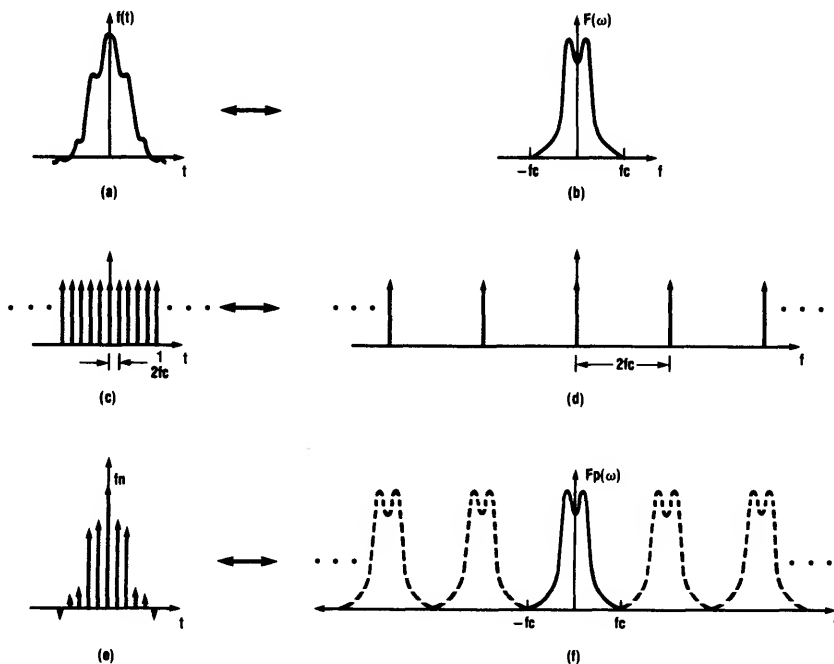 f(t)
F(ω)
t
−fc
fc
f
(a)
(b)
t
1
2fc
2fc
f
(c)
(d)
fn
Fp(ω)
t
−fc
fc
(e)
(f)